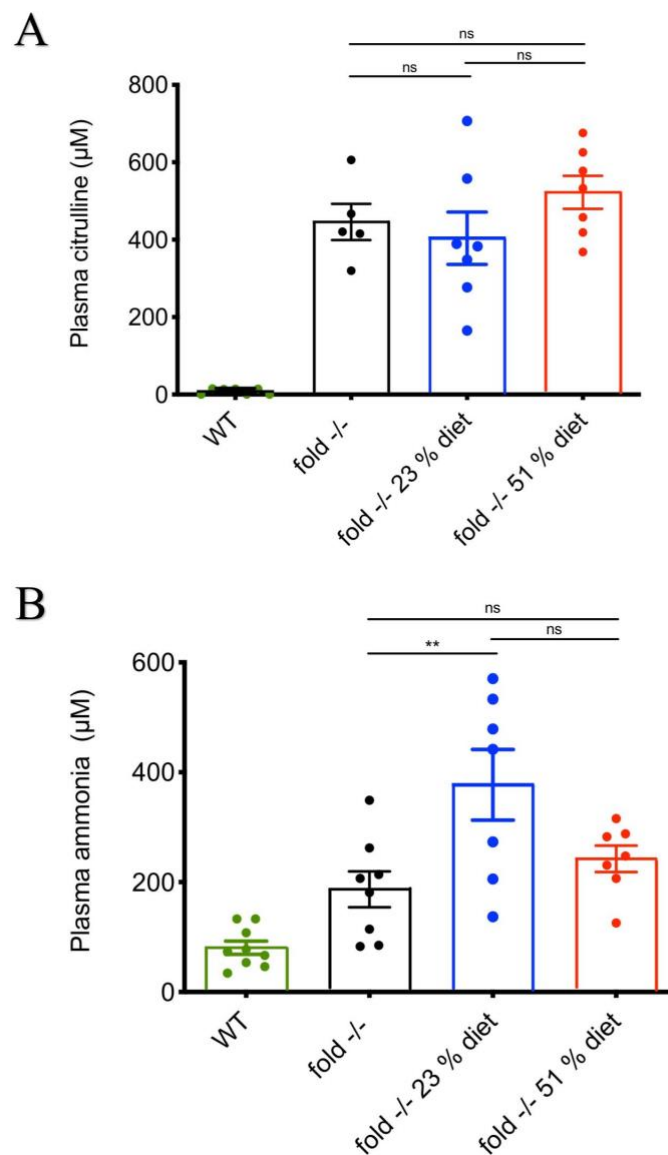 A
ns
ns
ns
Plasma citrulline (µM)
800
600
400
200
0
WT
fold -/-
fold -/- 23 % diet
fold -/- 51 % diet
B
ns
**
ns
Plasma ammonia (µM)
600
400
200
0
WT
fold -/-
fold -/- 23 % diet
fold -/- 51 % diet